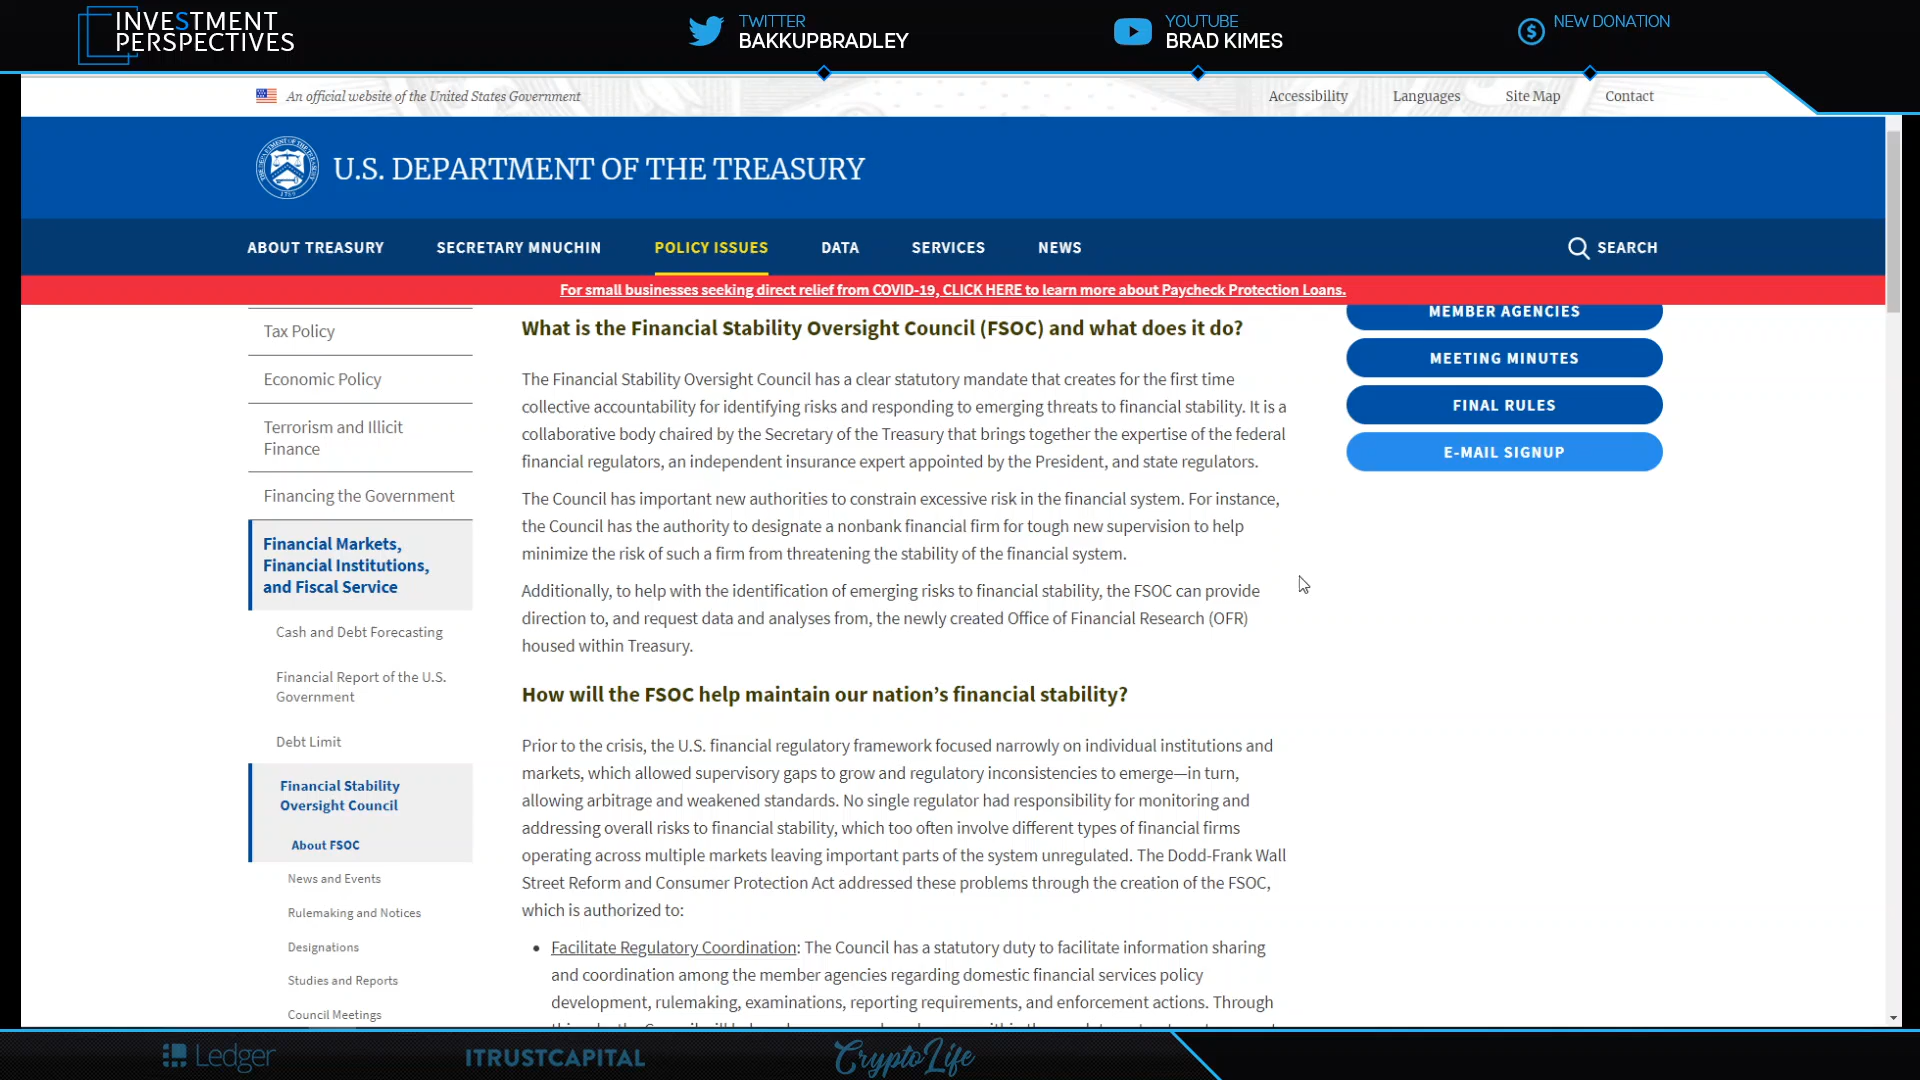 INVESTMENT
PERSPECTIVES
TWITTER
BAKKUPBRADLEY
YOUTUBE
BRAD KIMES
NEW DONATION
An official website of the United States Government
Accessibility
Languages
Site Map
Contact
U.S. DEPARTMENT OF THE TREASURY
ABOUT TREASURY
SECRETARY MNUCHIN
POLICY ISSUES
DATA
SERVICES
NEWS
SEARCH
For small businesses seeking direct relief from COVID-19, CLICK HERE to learn more about Paycheck Protection Loans.
Tax Policy
Economic Policy
Terrorism and Illicit
Finance
Financing the Government
Financial Markets,
Financial Institutions,
and Fiscal Service
Cash and Debt Forecasting
Financial Report of the U.S.
Government
Debt Limit
Financial Stability
Oversight Council
About FSOC
News and Events
Rulemaking and Notices
Designations
Studies and Reports
Council Meetings
What is the Financial Stability Oversight Council (FSOC) and what does it do?
The Financial Stability Oversight Council has a clear statutory mandate that creates for the first time
collective accountability for identifying risks and responding to emerging threats to financial stability. It is a
collaborative body chaired by the Secretary of the Treasury that brings together the expertise of the federal
financial regulators, an independent insurance expert appointed by the President, and state regulators.
The Council has important new authorities to constrain excessive risk in the financial system. For instance,
the Council has the authority to designate a nonbank financial firm for tough new supervision to help
minimize the risk of such a firm from threatening the stability of the financial system.
Additionally, to help with the identification of emerging risks to financial stability, the FSOC can provide
direction to, and request data and analyses from, the newly created Office of Financial Research (OFR)
housed within Treasury.
How will the FSOC help maintain our nation’s financial stability?
Prior to the crisis, the U.S. financial regulatory framework focused narrowly on individual institutions and
markets, which allowed supervisory gaps to grow and regulatory inconsistencies to emerge—in turn,
allowing arbitrage and weakened standards. No single regulator had responsibility for monitoring and
addressing overall risks to financial stability, which too often involve different types of financial firms
operating across multiple markets leaving important parts of the system unregulated. The Dodd-Frank Wall
Street Reform and Consumer Protection Act addressed these problems through the creation of the FSOC,
which is authorized to:
• Facilitate Regulatory Coordination: The Council has a statutory duty to facilitate information sharing
and coordination among the member agencies regarding domestic financial services policy
development, rulemaking, examinations, reporting requirements, and enforcement actions. Through
MEMBER AGENCIES
MEETING MINUTES
FINAL RULES
E-MAIL SIGNUP
Ledger
ITRUSTCAPITAL
CryptoLife